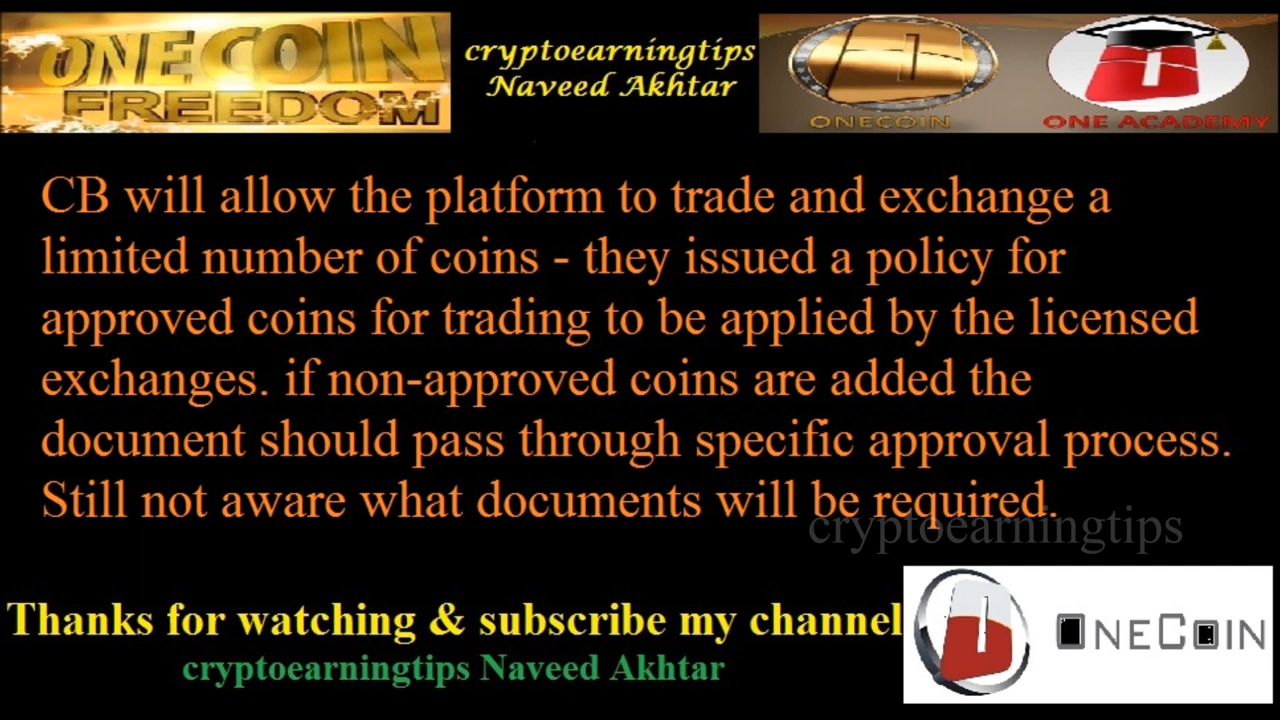 ONECOIN
FREEDOM
cryptoearningtips
Naveed Akhtar
ONECOIN
ONE ACADEMY
CB will allow the platform to trade and exchange a
limited number of coins - they issued a policy for
approved coins for trading to be applied by the licensed
exchanges. if non-approved coins are added the
document should pass through specific approval process.
Still not aware what documents will be required.
cryptoearningtips
Thanks for watching & subscribe my channel
cryptoearningtips Naveed Akhtar
ONECOIN